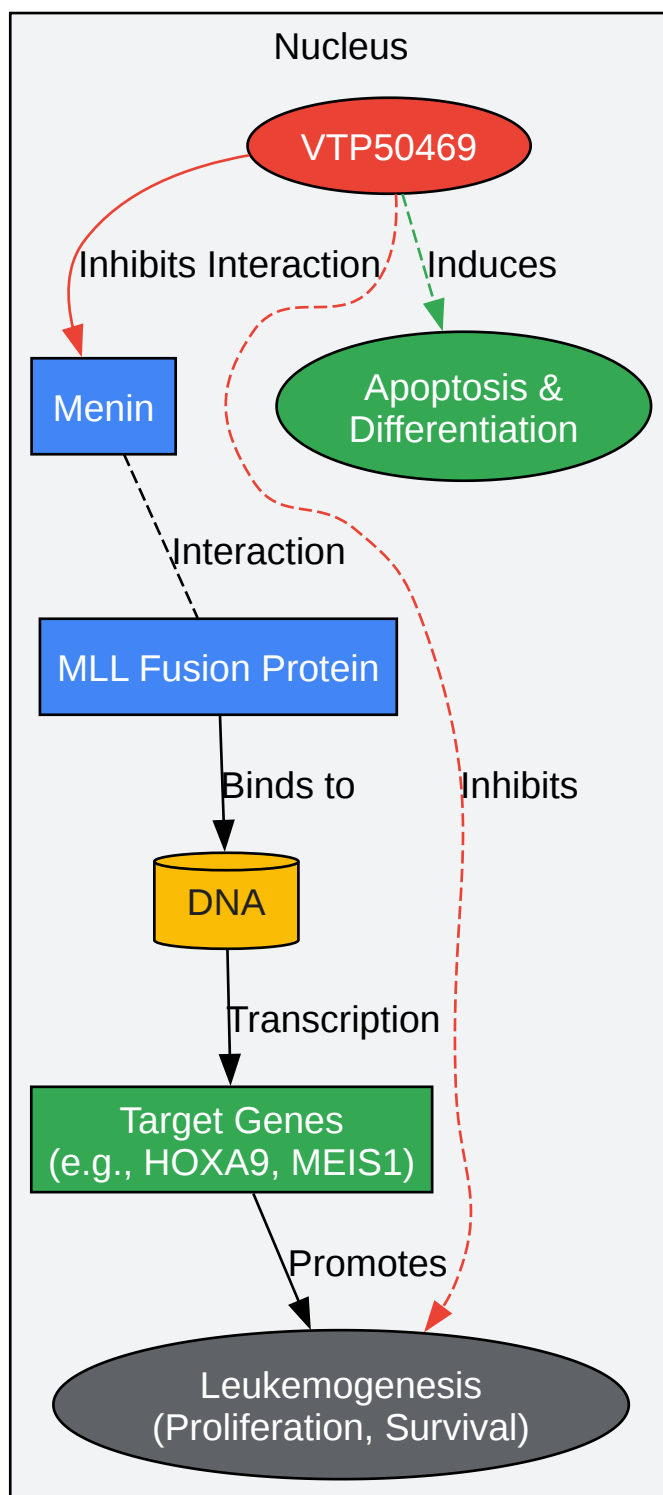 Nucleus
VTP50469
Inhibits Interaction
Induces
Menin
Apoptosis &
Differentiation
Interaction
MLL Fusion Protein
Binds to
Inhibits
DNA
Transcription
Target Genes
(e.g., HOXA9, MEIS1)
Promotes
Leukemogenesis
(Proliferation, Survival)